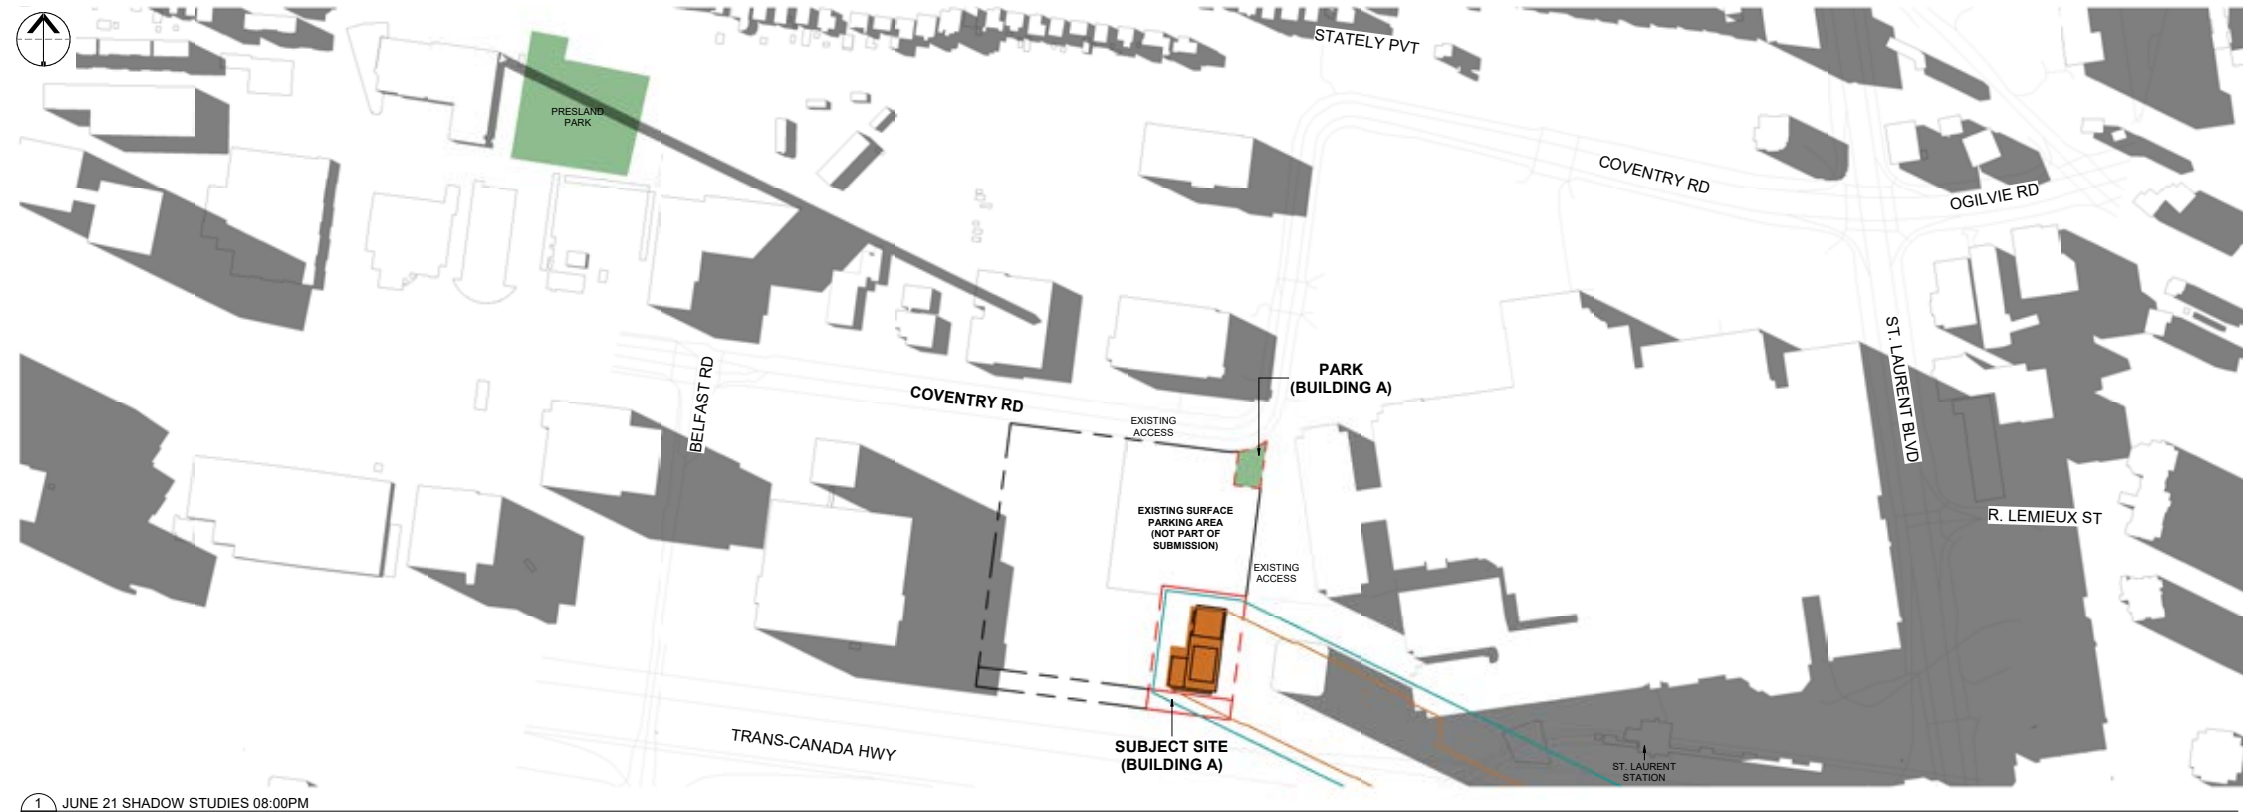 STATELY PVT
PRESLAND
PARK
COVENTRY RD
OGILVIE RD
ST. LAURENT BLVD
BELFAST RD
PARK
(BUILDING A)
COVENTRY RD
EXISTING
ACCESS
EXISTING SURFACE
PARKING AREA
(NOT PART OF
SUBMISSION)
R. LEMIEUX ST
EXISTING
ACCESS
TRANS-CANADA HWY
SUBJECT SITE
(BUILDING A)
ST. LAURENT
STATION
1 JUNE 21 SHADOW STUDIES 08:00PM